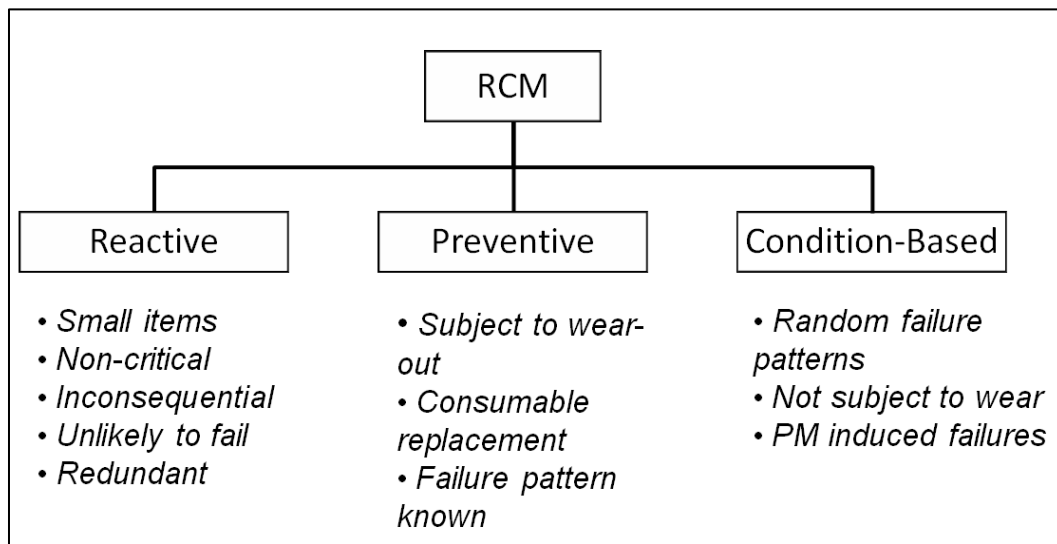 RCM
Reactive
Preventive
Condition-Based
• Small items
• Non-critical
• Inconsequential
• Unlikely to fail
• Redundant
• Subject to wear-
out
• Consumable
replacement
• Failure pattern
known
• Random failure
patterns
• Not subject to wear
• PM induced failures